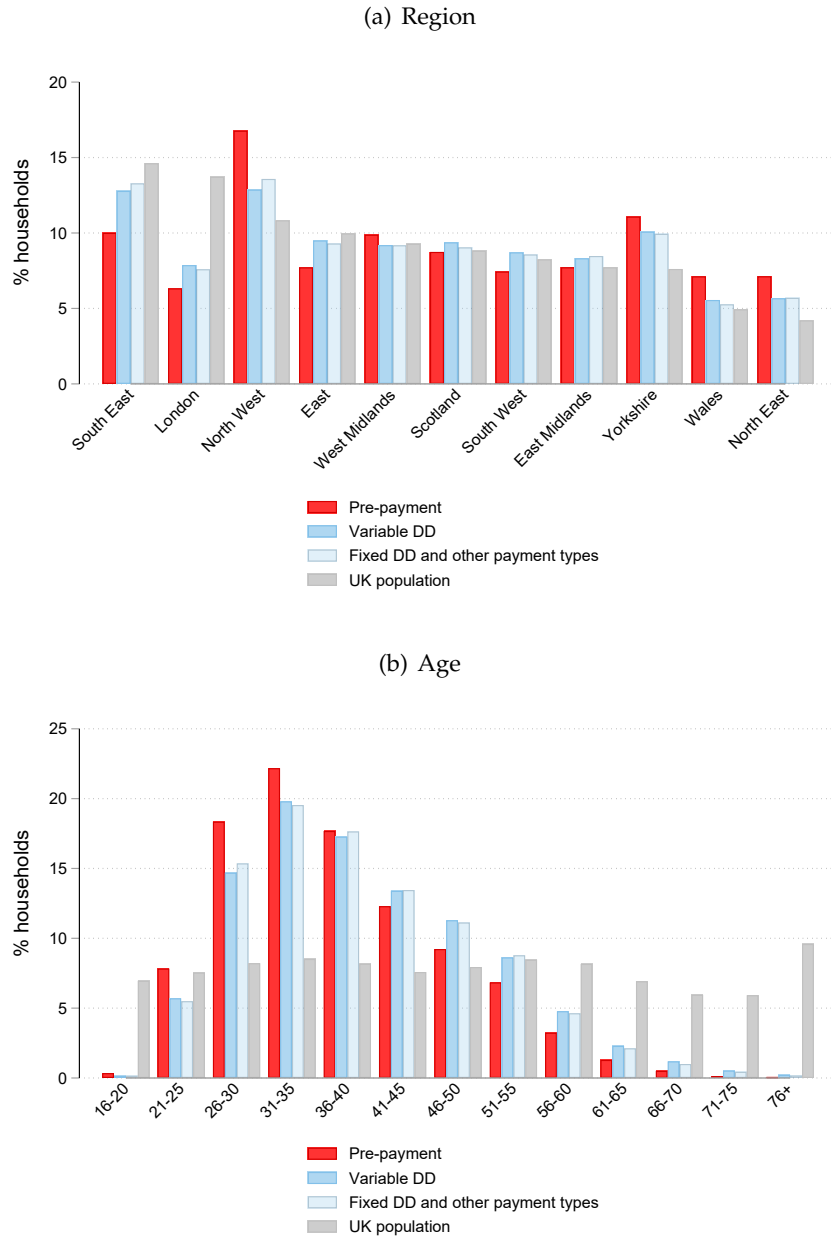 (a) Region
20
15
10
5
0
% households
South East
London
North West
East
West Midlands
Scotland
South West
East Midlands
Yorkshire
Wales
North East
Pre-payment
Variable DD
Fixed DD and other payment types
UK population
(b) Age
25
20
15
10
5
0
% households
16-20
21-25
26-30
31-35
36-40
41-45
46-50
51-55
56-60
61-65
66-70
71-75
76+
Pre-payment
Variable DD
Fixed DD and other payment types
UK population